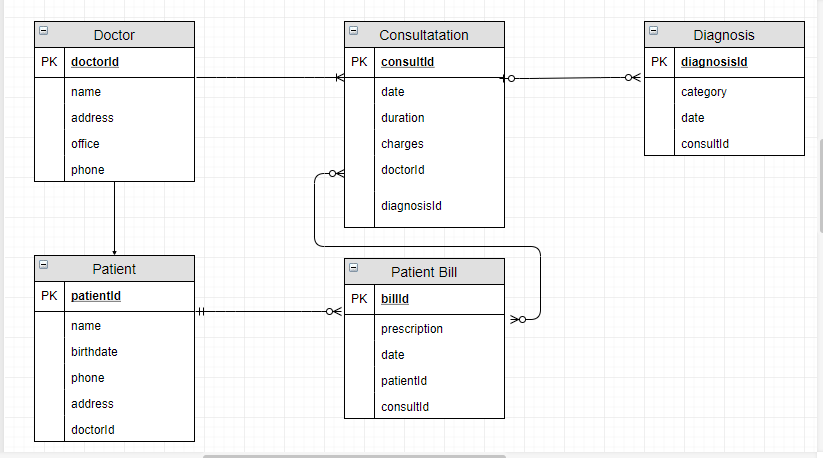 Doctor
PK doctorId
name
address
office
phone
Consultatation
PK consultId
date
duration
charges
doctorId
diagnosisId
Diagnosis
PK diagnosisId
category
date
consultId
Patient
PK patientId
name
birthdate
phone
address
doctorId
Patient Bill
PK billId
prescription
date
patientId
consultId